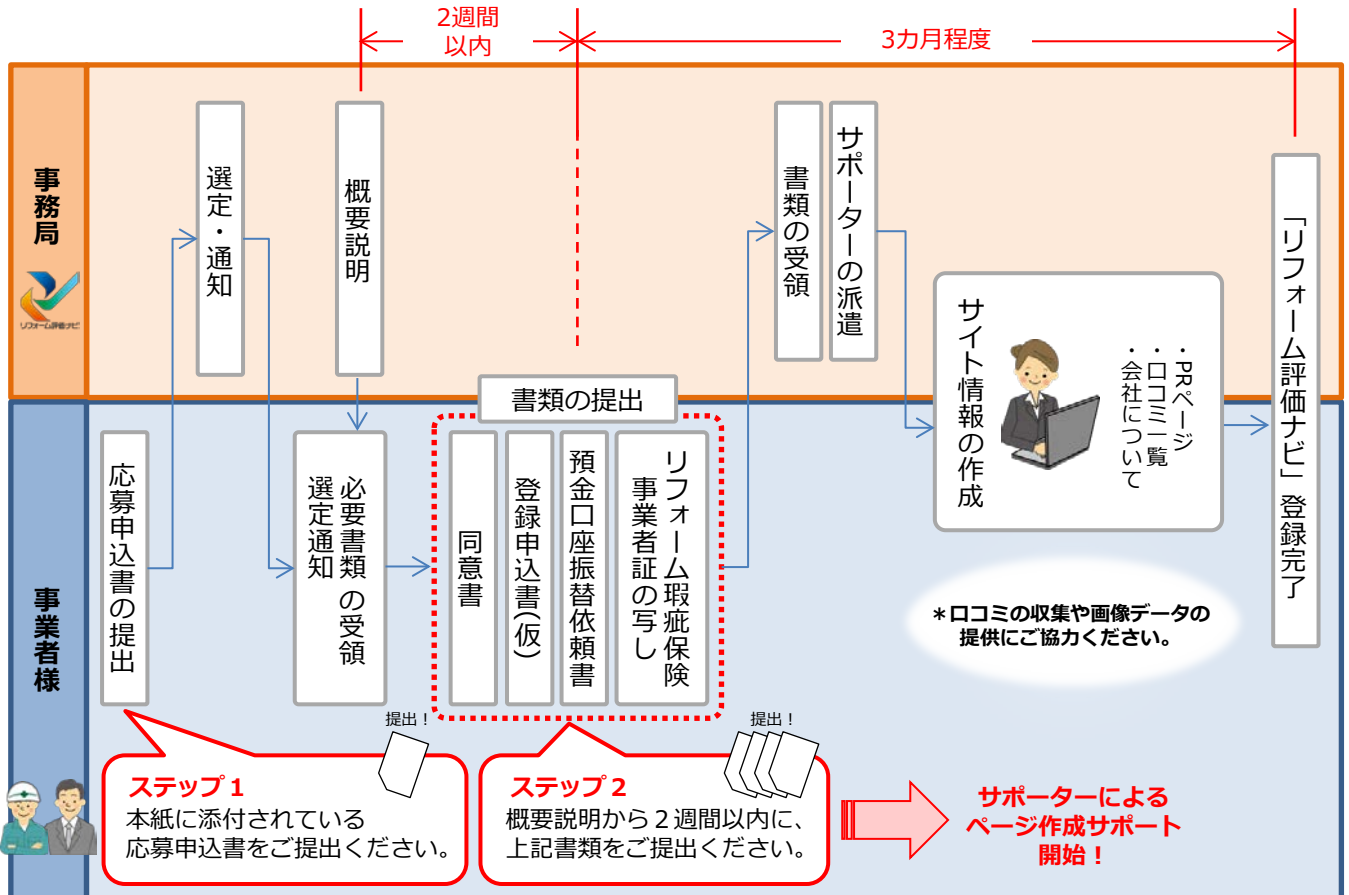 2週間
以内
3カ月程度
事務局
リフォーム評価ナビ
選定・通知
概要説明
書類の受領
サポーターの派遣
サイト情報の作成
・PRページ
・口コミ一覧
・会社について
「リフォーム評価ナビ」登録完了
書類の提出
事業者様
応募申込書の提出
必要書類 の受領
選定通知
同意書
登録申込書(仮)
預金口座振替依頼書
リフォーム瑕疵保険
事業者証の写し
＊口コミの収集や画像データの
提供にご協力ください。
提出！
ステップ１
本紙に添付されている
応募申込書をご提出ください。
提出！
ステップ２
概要説明から２週間以内に、
上記書類をご提出ください。
サポーターによる
ページ作成サポート
開始！